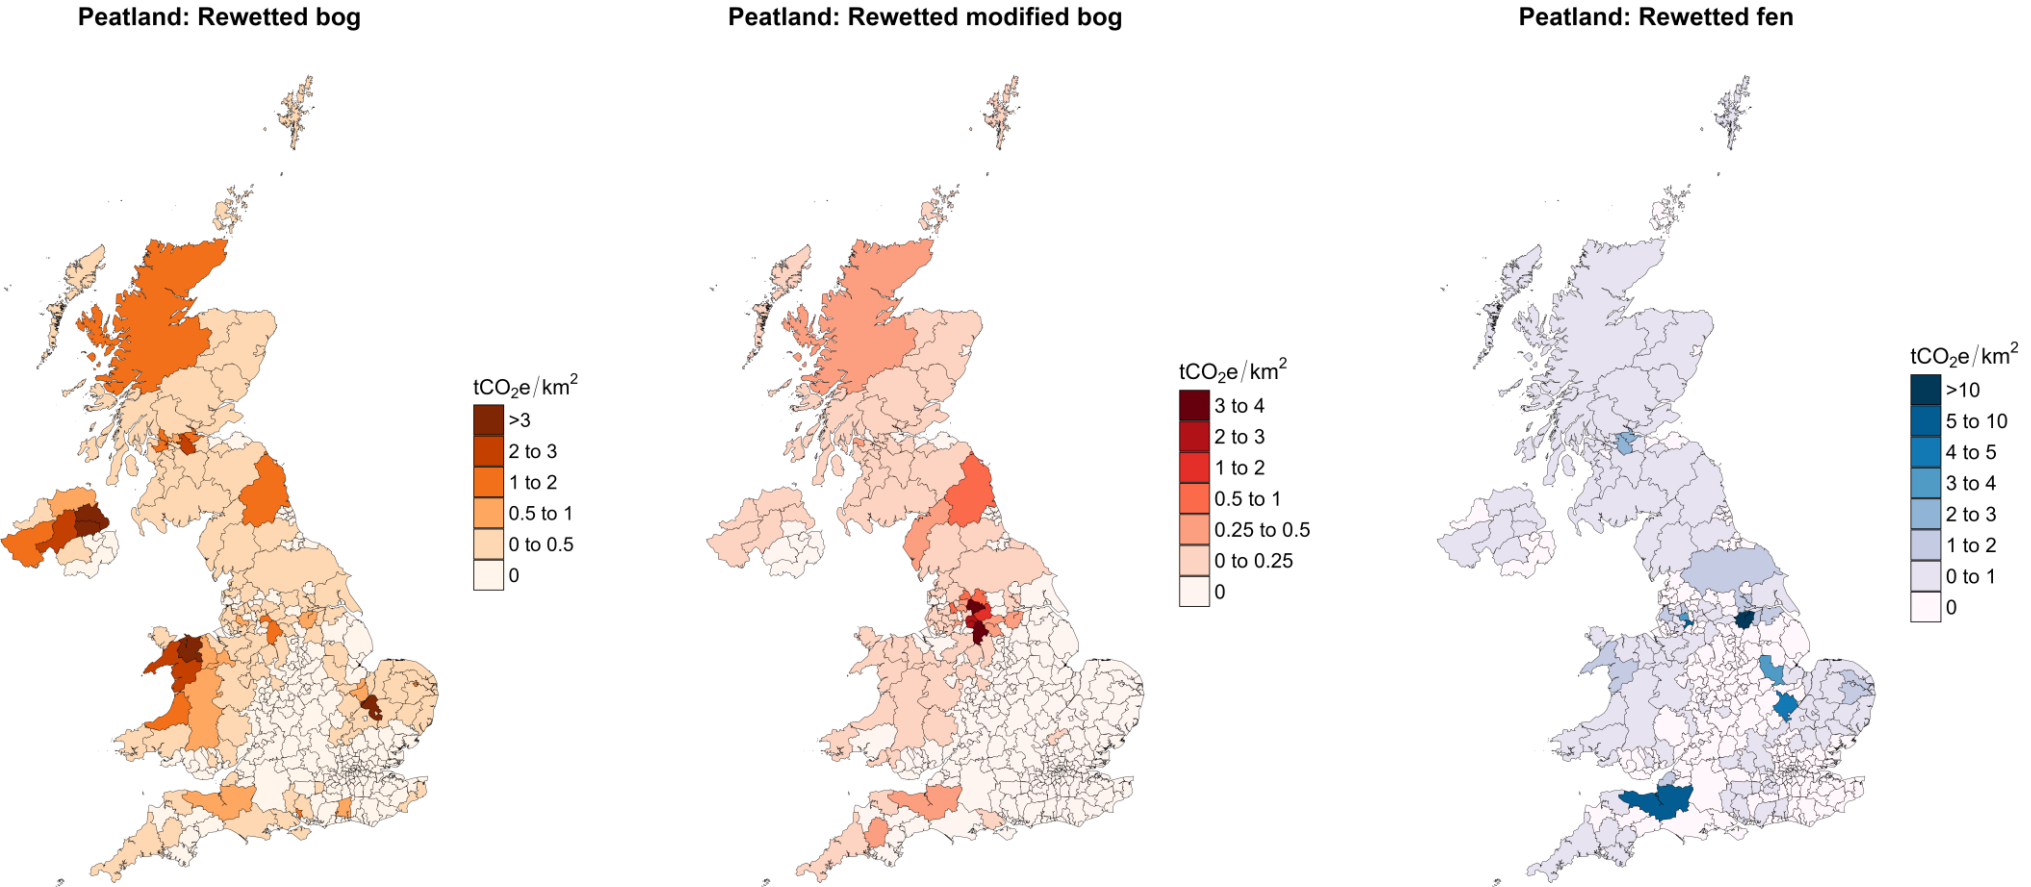 Peatland: Rewetted bog
Peatland: Rewetted modified bog
Peatland: Rewetted fen
tCO₂e/km²
>3
2 to 3
1 to 2
0.5 to 1
0 to 0.5
0
tCO₂e/km²
3 to 4
2 to 3
1 to 2
0.5 to 1
0.25 to 0.5
0 to 0.25
0
tCO₂e/km²
>10
5 to 10
4 to 5
3 to 4
2 to 3
1 to 2
0 to 1
0